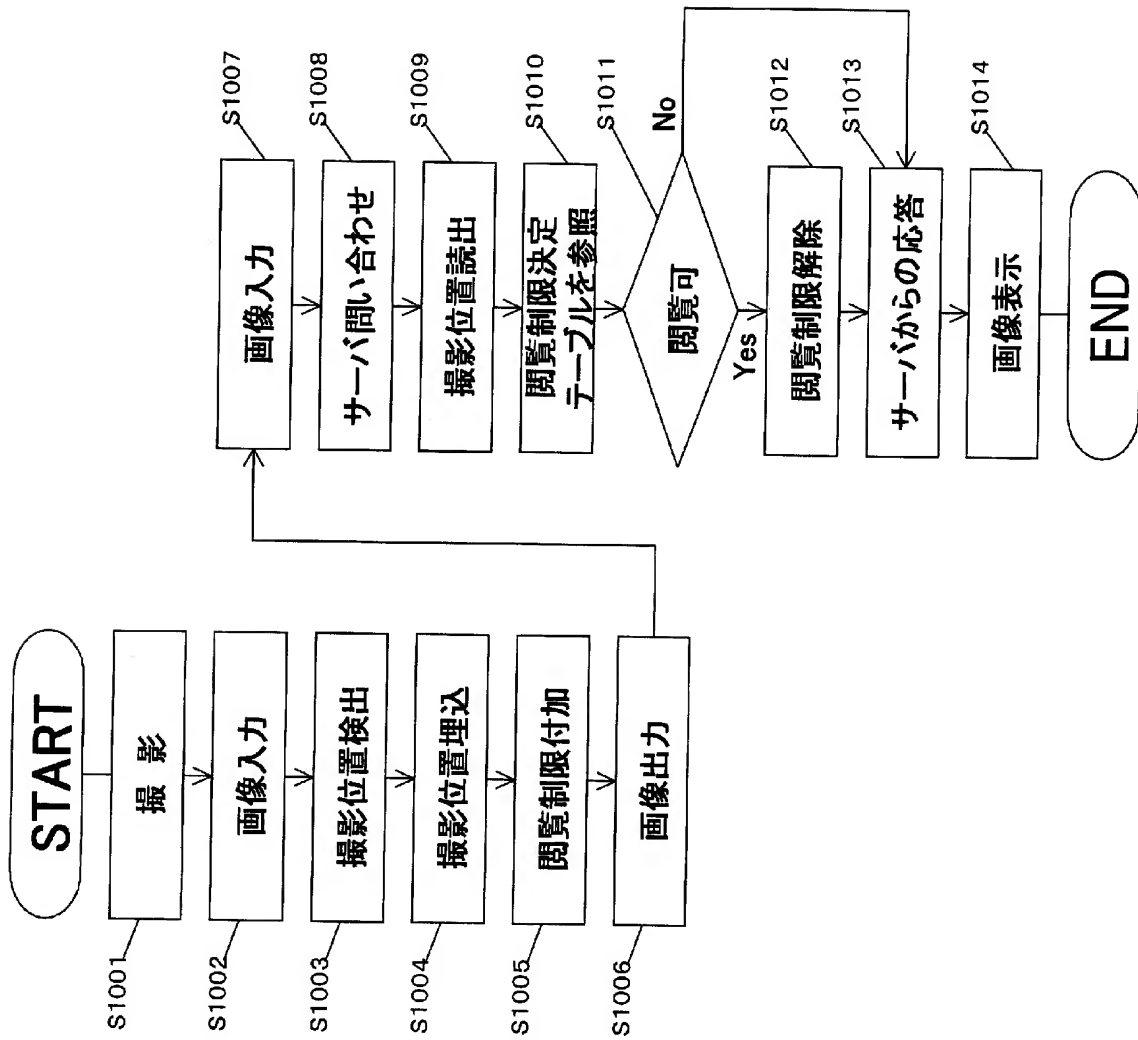 START
S1001
撮 影
S1002
画像入力
S1003
撮影位置検出
S1004
撮影位置埋込
S1005
閲覧制限付加
S1006
画像出力
S1007
画像入力
S1008
サーバ問い合わせ
S1009
撮影位置読出
S1010
閲覧制限決定
テーブルを参照
S1011
閲覧可
No
Yes
S1012
閲覧制限解除
S1013
サーバからの応答
S1014
画像表示
END